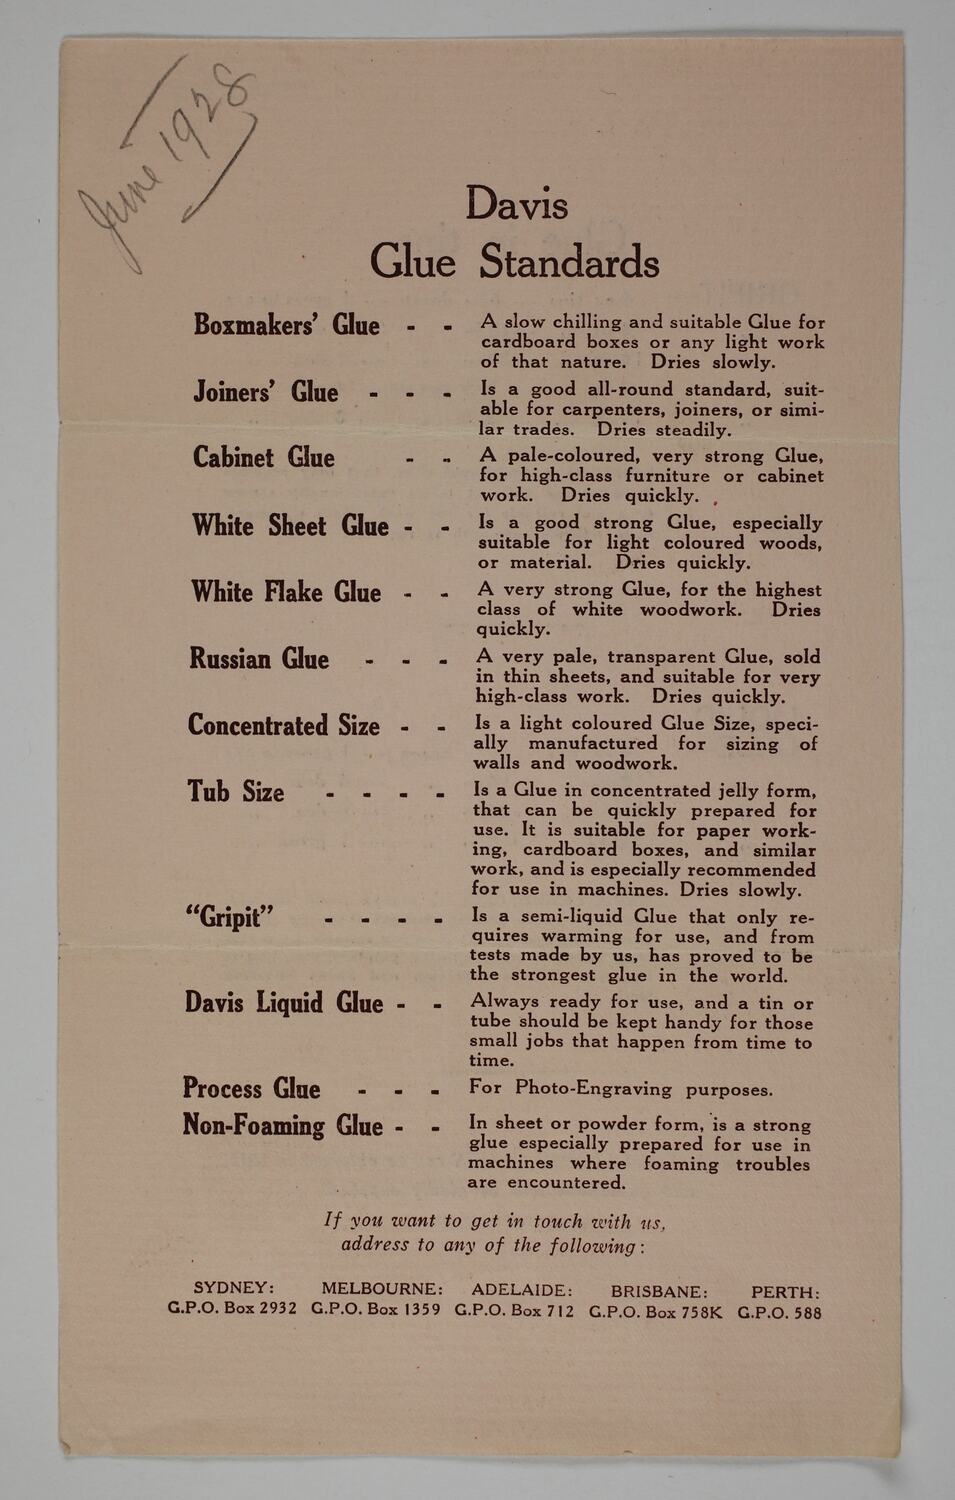 June 1928
Davis
Glue Standards
Boxmakers' Glue - - A slow chilling and suitable Glue for
cardboard boxes or any light work
of that nature. Dries slowly.
Joiners' Glue - - - Is a good all-round standard, suit-
able for carpenters, joiners, or simi-
lar trades. Dries steadily.
Cabinet Glue - - A pale-coloured, very strong Glue,
for high-class furniture or cabinet
work. Dries quickly.
White Sheet Glue - - Is a good strong Glue, especially
suitable for light coloured woods,
or material. Dries quickly.
White Flake Glue - - A very strong Glue, for the highest
class of white woodwork. Dries
quickly.
Russian Glue - - - A very pale, transparent Glue, sold
in thin sheets, and suitable for very
high-class work. Dries quickly.
Concentrated Size - - Is a light coloured Glue Size, speci-
ally manufactured for sizing of
walls and woodwork.
Tub Size - - - - Is a Glue in concentrated jelly form,
that can be quickly prepared for
use. It is suitable for paper work-
ing, cardboard boxes, and similar
work, and is especially recommended
for use in machines. Dries slowly.
"Gripit" - - - - Is a semi-liquid Glue that only re-
quires warming for use, and from
tests made by us, has proved to be
the strongest glue in the world.
Davis Liquid Glue - - Always ready for use, and a tin or
tube should be kept handy for those
small jobs that happen from time to
time.
Process Glue - - - For Photo-Engraving purposes.
Non-Foaming Glue - - In sheet or powder form, is a strong
glue especially prepared for use in
machines where foaming troubles
are encountered.
If you want to get in touch with us,
address to any of the following:
SYDNEY: MELBOURNE: ADELAIDE: BRISBANE: PERTH:
G.P.O. Box 2932 G.P.O. Box 1359 G.P.O. Box 712 G.P.O. Box 758K G.P.O. 588